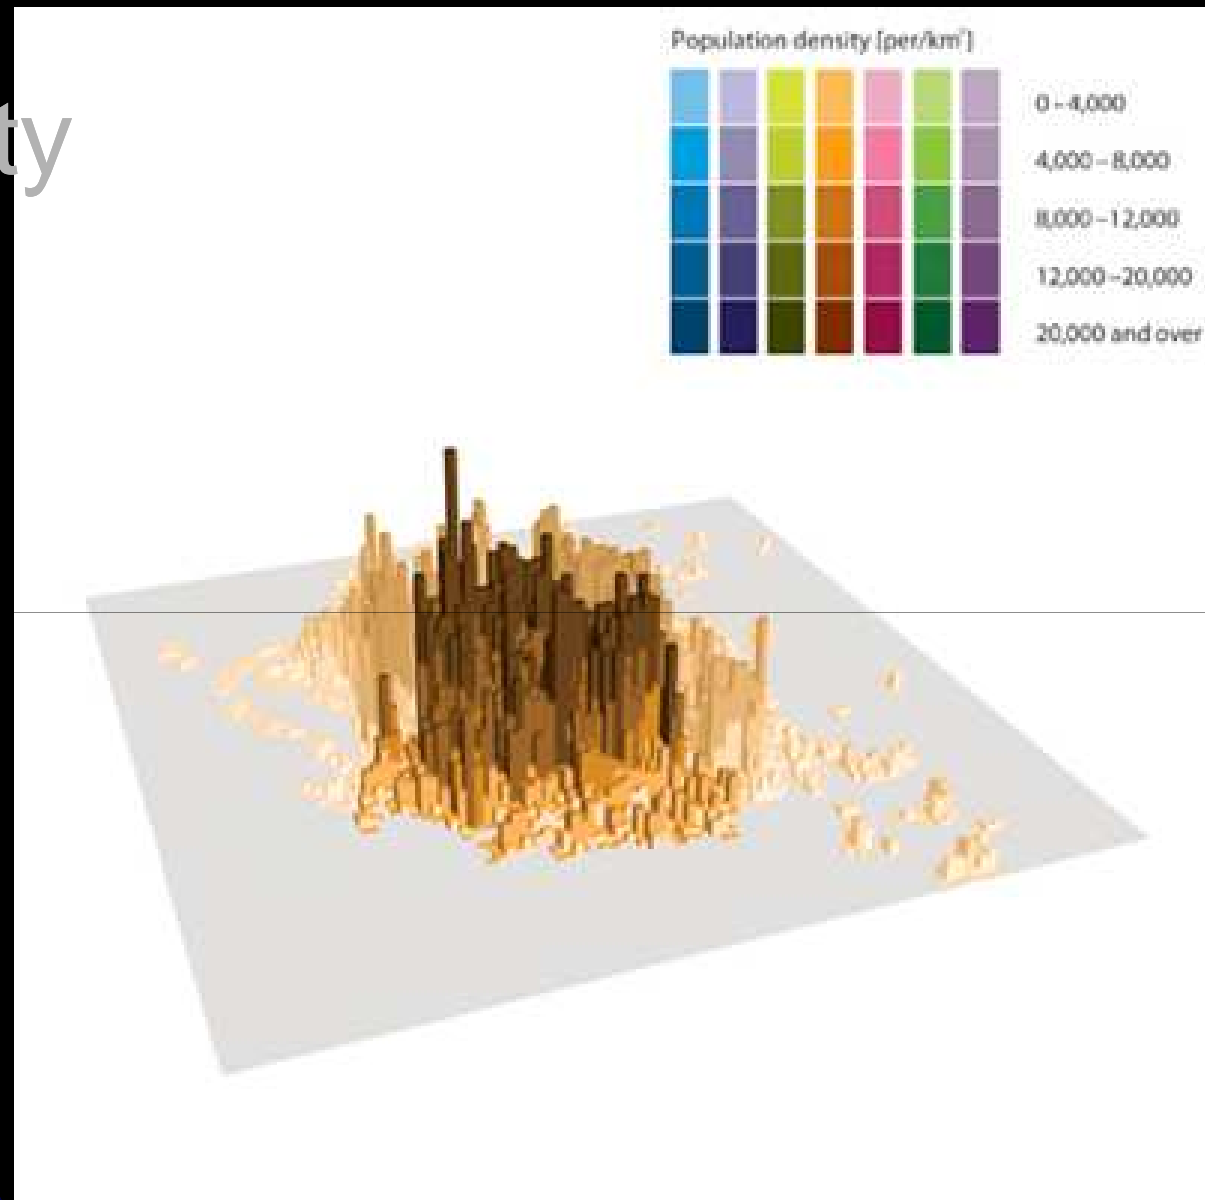 Population density [per/km²]
ty
0 – 4,000
4,000 – 8,000
8,000 –12,000
12,000 –20,000
20,000 and over